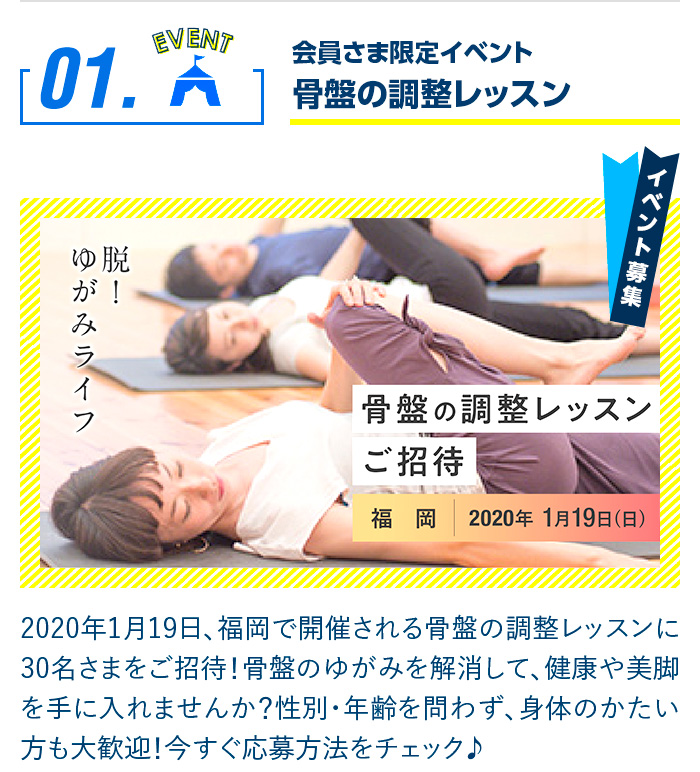 01.
EVENT
会員さま限定イベント
骨盤の調整レッスン
イベント募集
脱！
ゆがみライフ
骨盤の調整レッスン
ご招待
福岡 2020年 1月19日(日)
2020年1月19日、福岡で開催される骨盤の調整レッスンに
30名さまをご招待！骨盤のゆがみを解消して、健康や美脚
を手に入れませんか？性別・年齢を問わず、身体のかたい
方も大歓迎！今すぐ応募方法をチェック♪